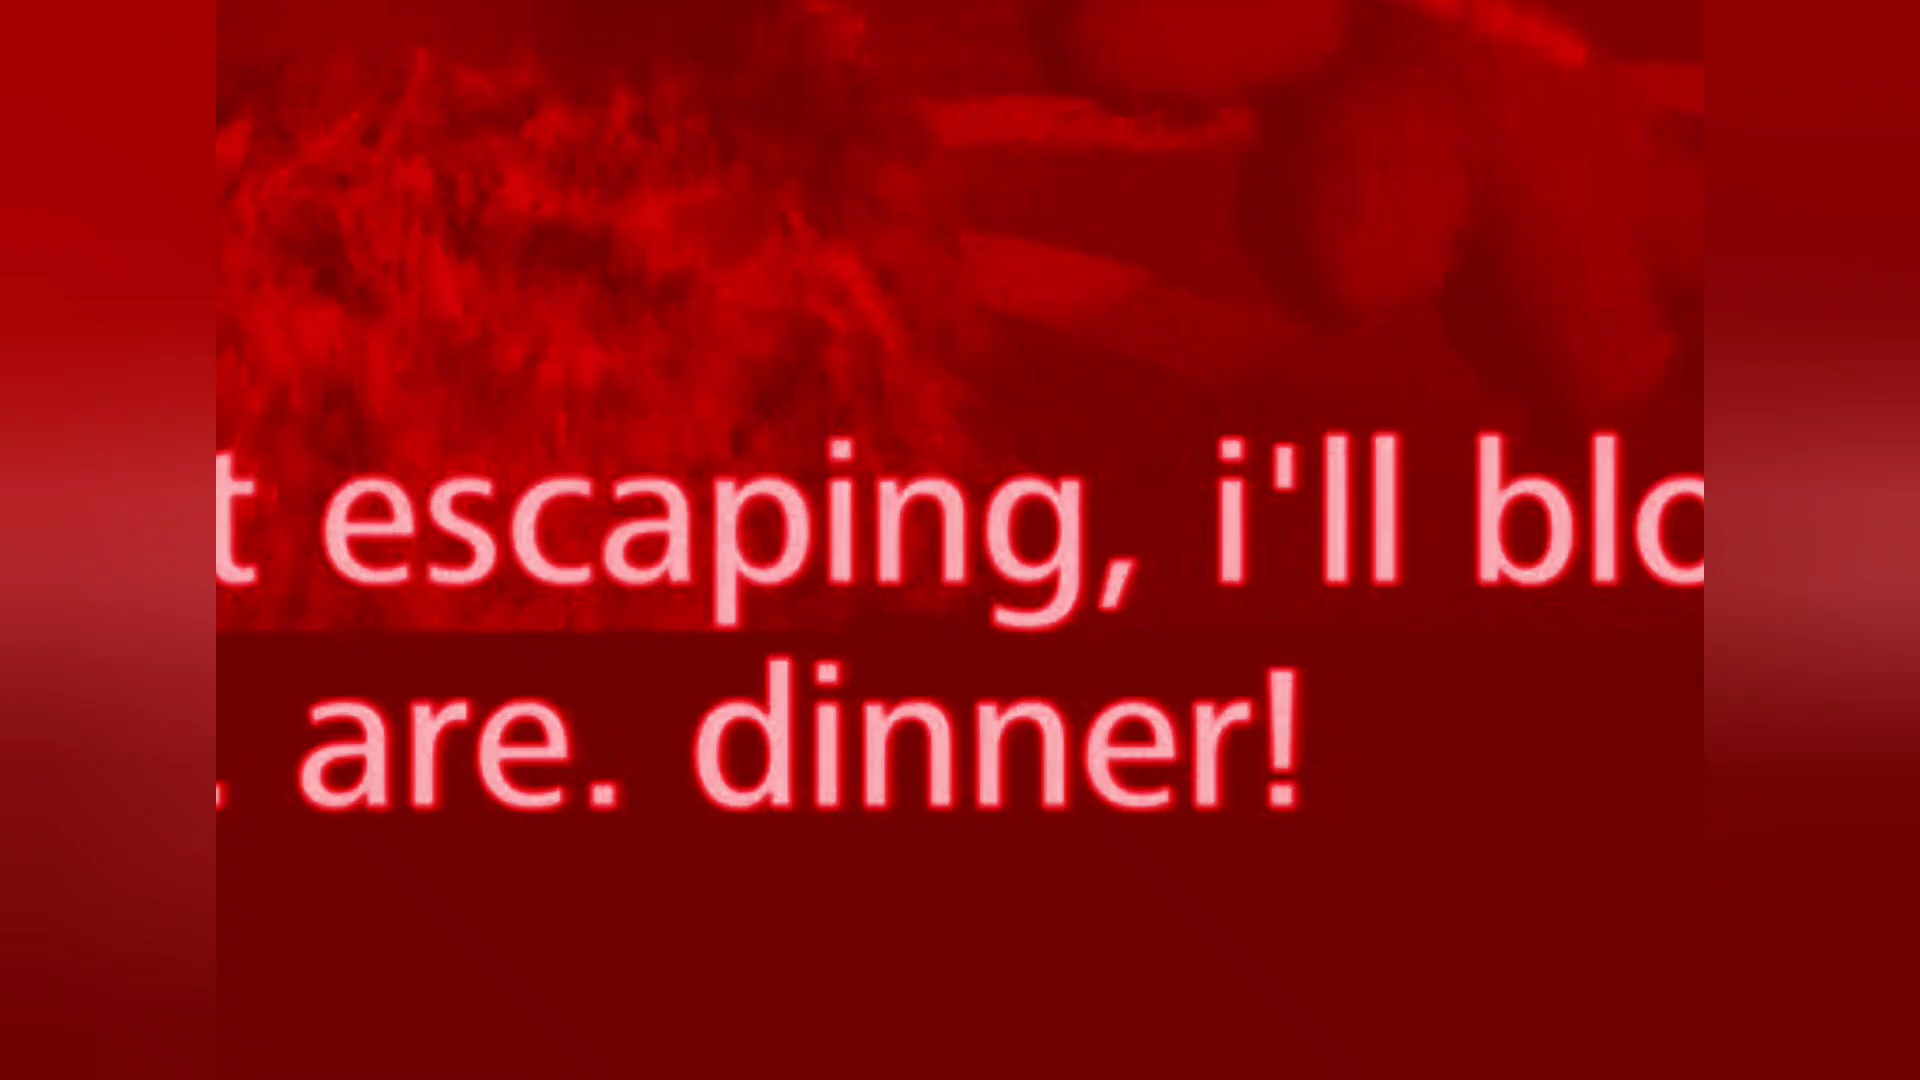 t escaping, i'll blo
. are. dinner!